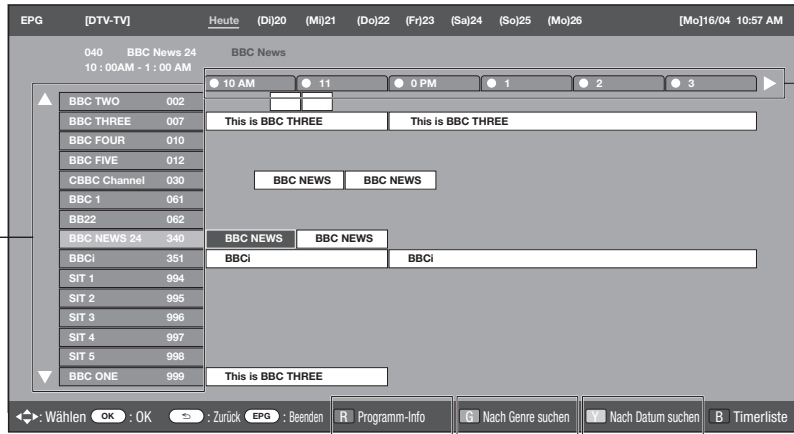 EPG [DTV-TV] Heute (Di)20 (Mi)21 (Do)22 (Fr)23 (Sa)24 (So)25 (Mo)26 [Mo]16/04 10:57 AM
040 BBC News 24 BBC News
10 : 00AM - 1 : 00 AM
10 AM 11 0 PM 1 2 3
BBC TWO 002
BBC THREE 007 This is BBC THREE This is BBC THREE
BBC FOUR 010
BBC FIVE 012
CBBC Channel 030 BBC NEWS BBC NEWS
BBC 1 061
BB22 062
BBC NEWS 24 340 BBC NEWS BBC NEWS
BBCi 351 BBCi BBCi
SIT 1 994
SIT 2 995
SIT 3 996
SIT 4 997
SIT 5 998
BBC ONE 999 This is BBC THREE
: Wählen OK : OK : Zurück EPG : Beenden R Programm-Info G Nach Genre suchen Y Nach Datum suchen B Timerliste